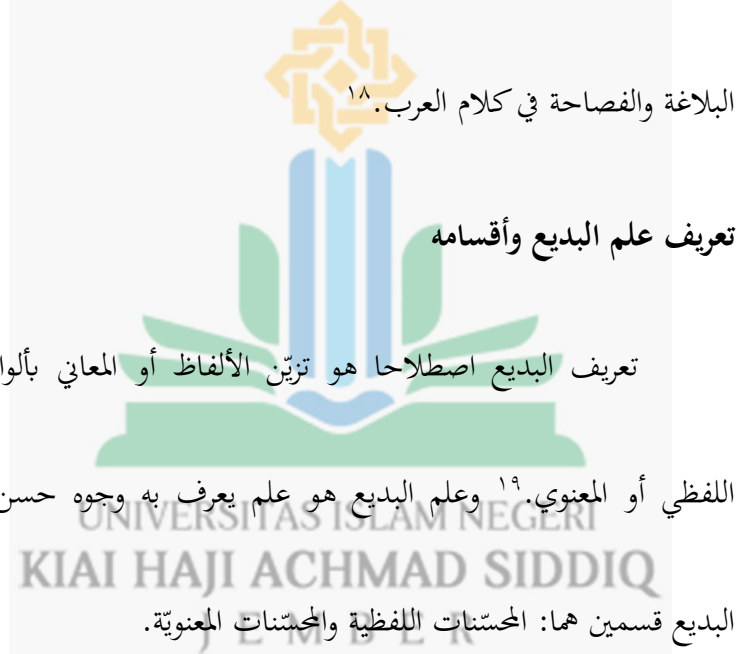 البلاغة والفصاحة في كلام العرب.١٨
تعريف علم البديع وأقسامه
تعريف البديع اصطلاحا هو تزيّن الألفاظ أو المعاني
اللفظي أو المعنوي.١٩ وعلم البديع هو علم يعرف به وجوه حسن
UNIVERSITAS ISLAM NEGERI
KIAI HAJI ACHMAD SIDDIQ
البديع قسمين هما: المحسّنات اللفظية والمحسّنات المعنويّة.
J E M B E R